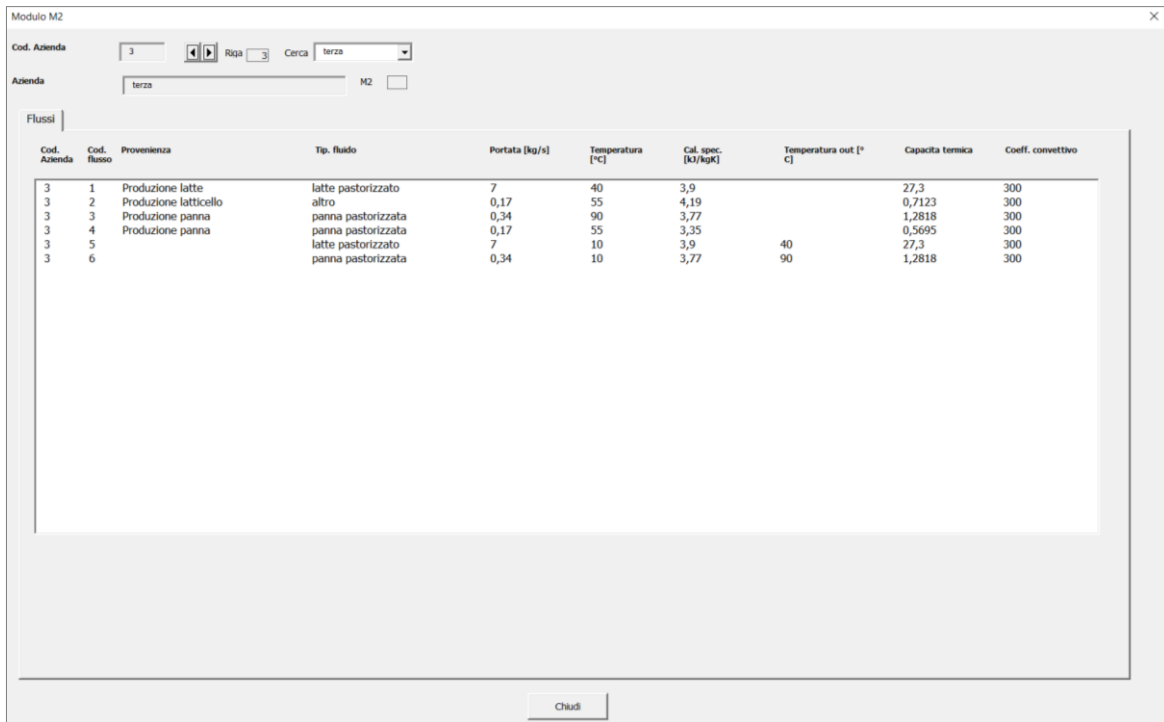 Modulo M2
Cod. Azienda 3 Riga 3 Cerca terza
Azienda terza M2
Flussi
Cod. Azienda Cod. flusso Provenienza Tip. fluido Portata [kg/s] Temperatura [°C] Cal. spec. [kJ/kgK] Temperatura out [° C] Capacita termica Coeff. convettivo
3 1 Produzione latte latte pastorizzato 7 40 3,9 27,3 300
3 2 Produzione latticello altro 0,17 55 4,19 0,7123 300
3 3 Produzione panna panna pastorizzata 0,34 90 3,77 1,2818 300
3 4 Produzione panna panna pastorizzata 0,17 55 3,35 0,5695 300
3 5 latte pastorizzato 7 10 3,9 40 27,3 300
3 6 panna pastorizzata 0,34 10 3,77 90 1,2818 300
Chiudi